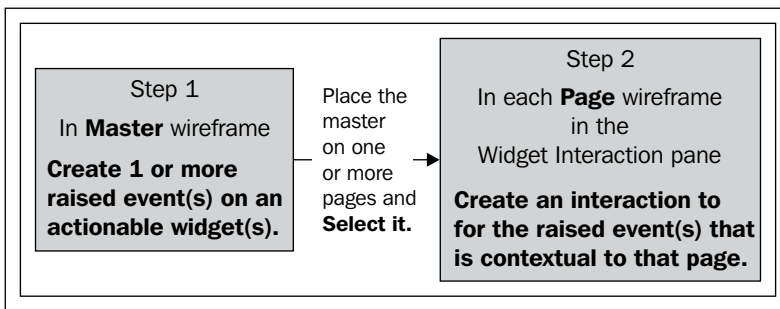 Step 1
In Master wireframe
Create 1 or more
raised event(s) on an
actionable widget(s).
Place the
master
on one
or more
pages and
Select it.
Step 2
In each Page wireframe
in the
Widget Interaction pane
Create an interaction to
for the raised event(s) that
is contextual to that page.